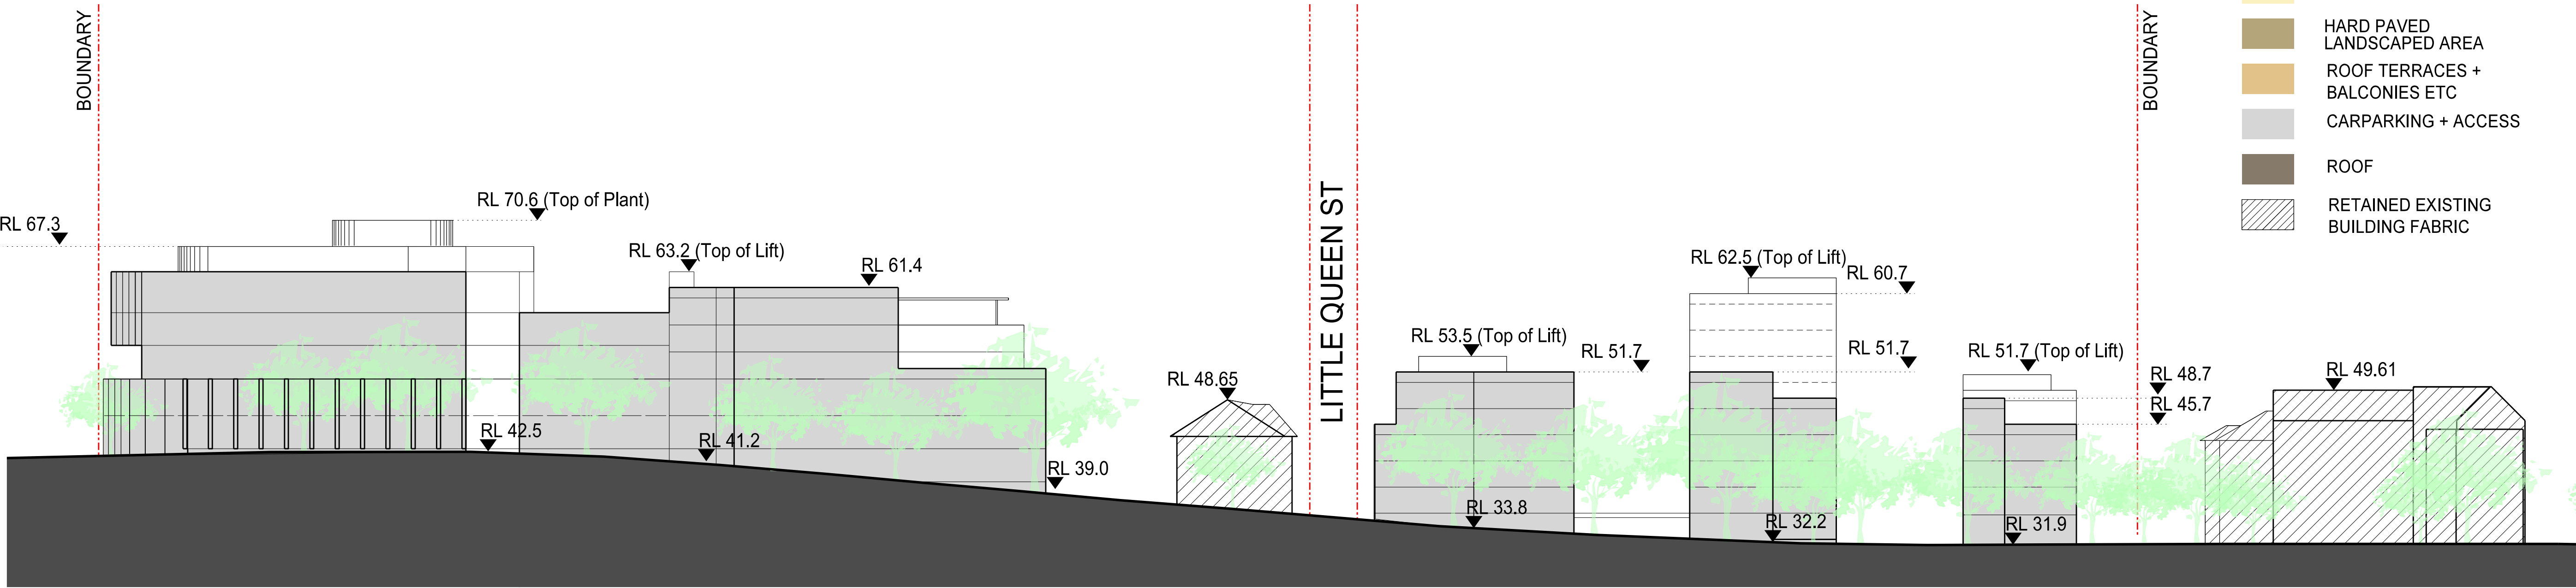 BOUNDARY
BOUNDARY
HARD PAVED
LANDSCAPED AREA
ROOF TERRACES +
BALCONIES ETC
CARPARKING + ACCESS
ROOF
RETAINED EXISTING
BUILDING FABRIC
RL 67.3
RL 70.6 (Top of Plant)
RL 63.2 (Top of Lift)
RL 61.4
RL 42.5
RL 41.2
RL 39.0
RL 48.65
LITTLE QUEEN ST
RL 53.5 (Top of Lift)
RL 51.7
RL 62.5 (Top of Lift)
RL 60.7
RL 51.7
RL 51.7 (Top of Lift)
RL 48.7
RL 45.7
RL 49.61
RL 33.8
RL 32.2
RL 31.9